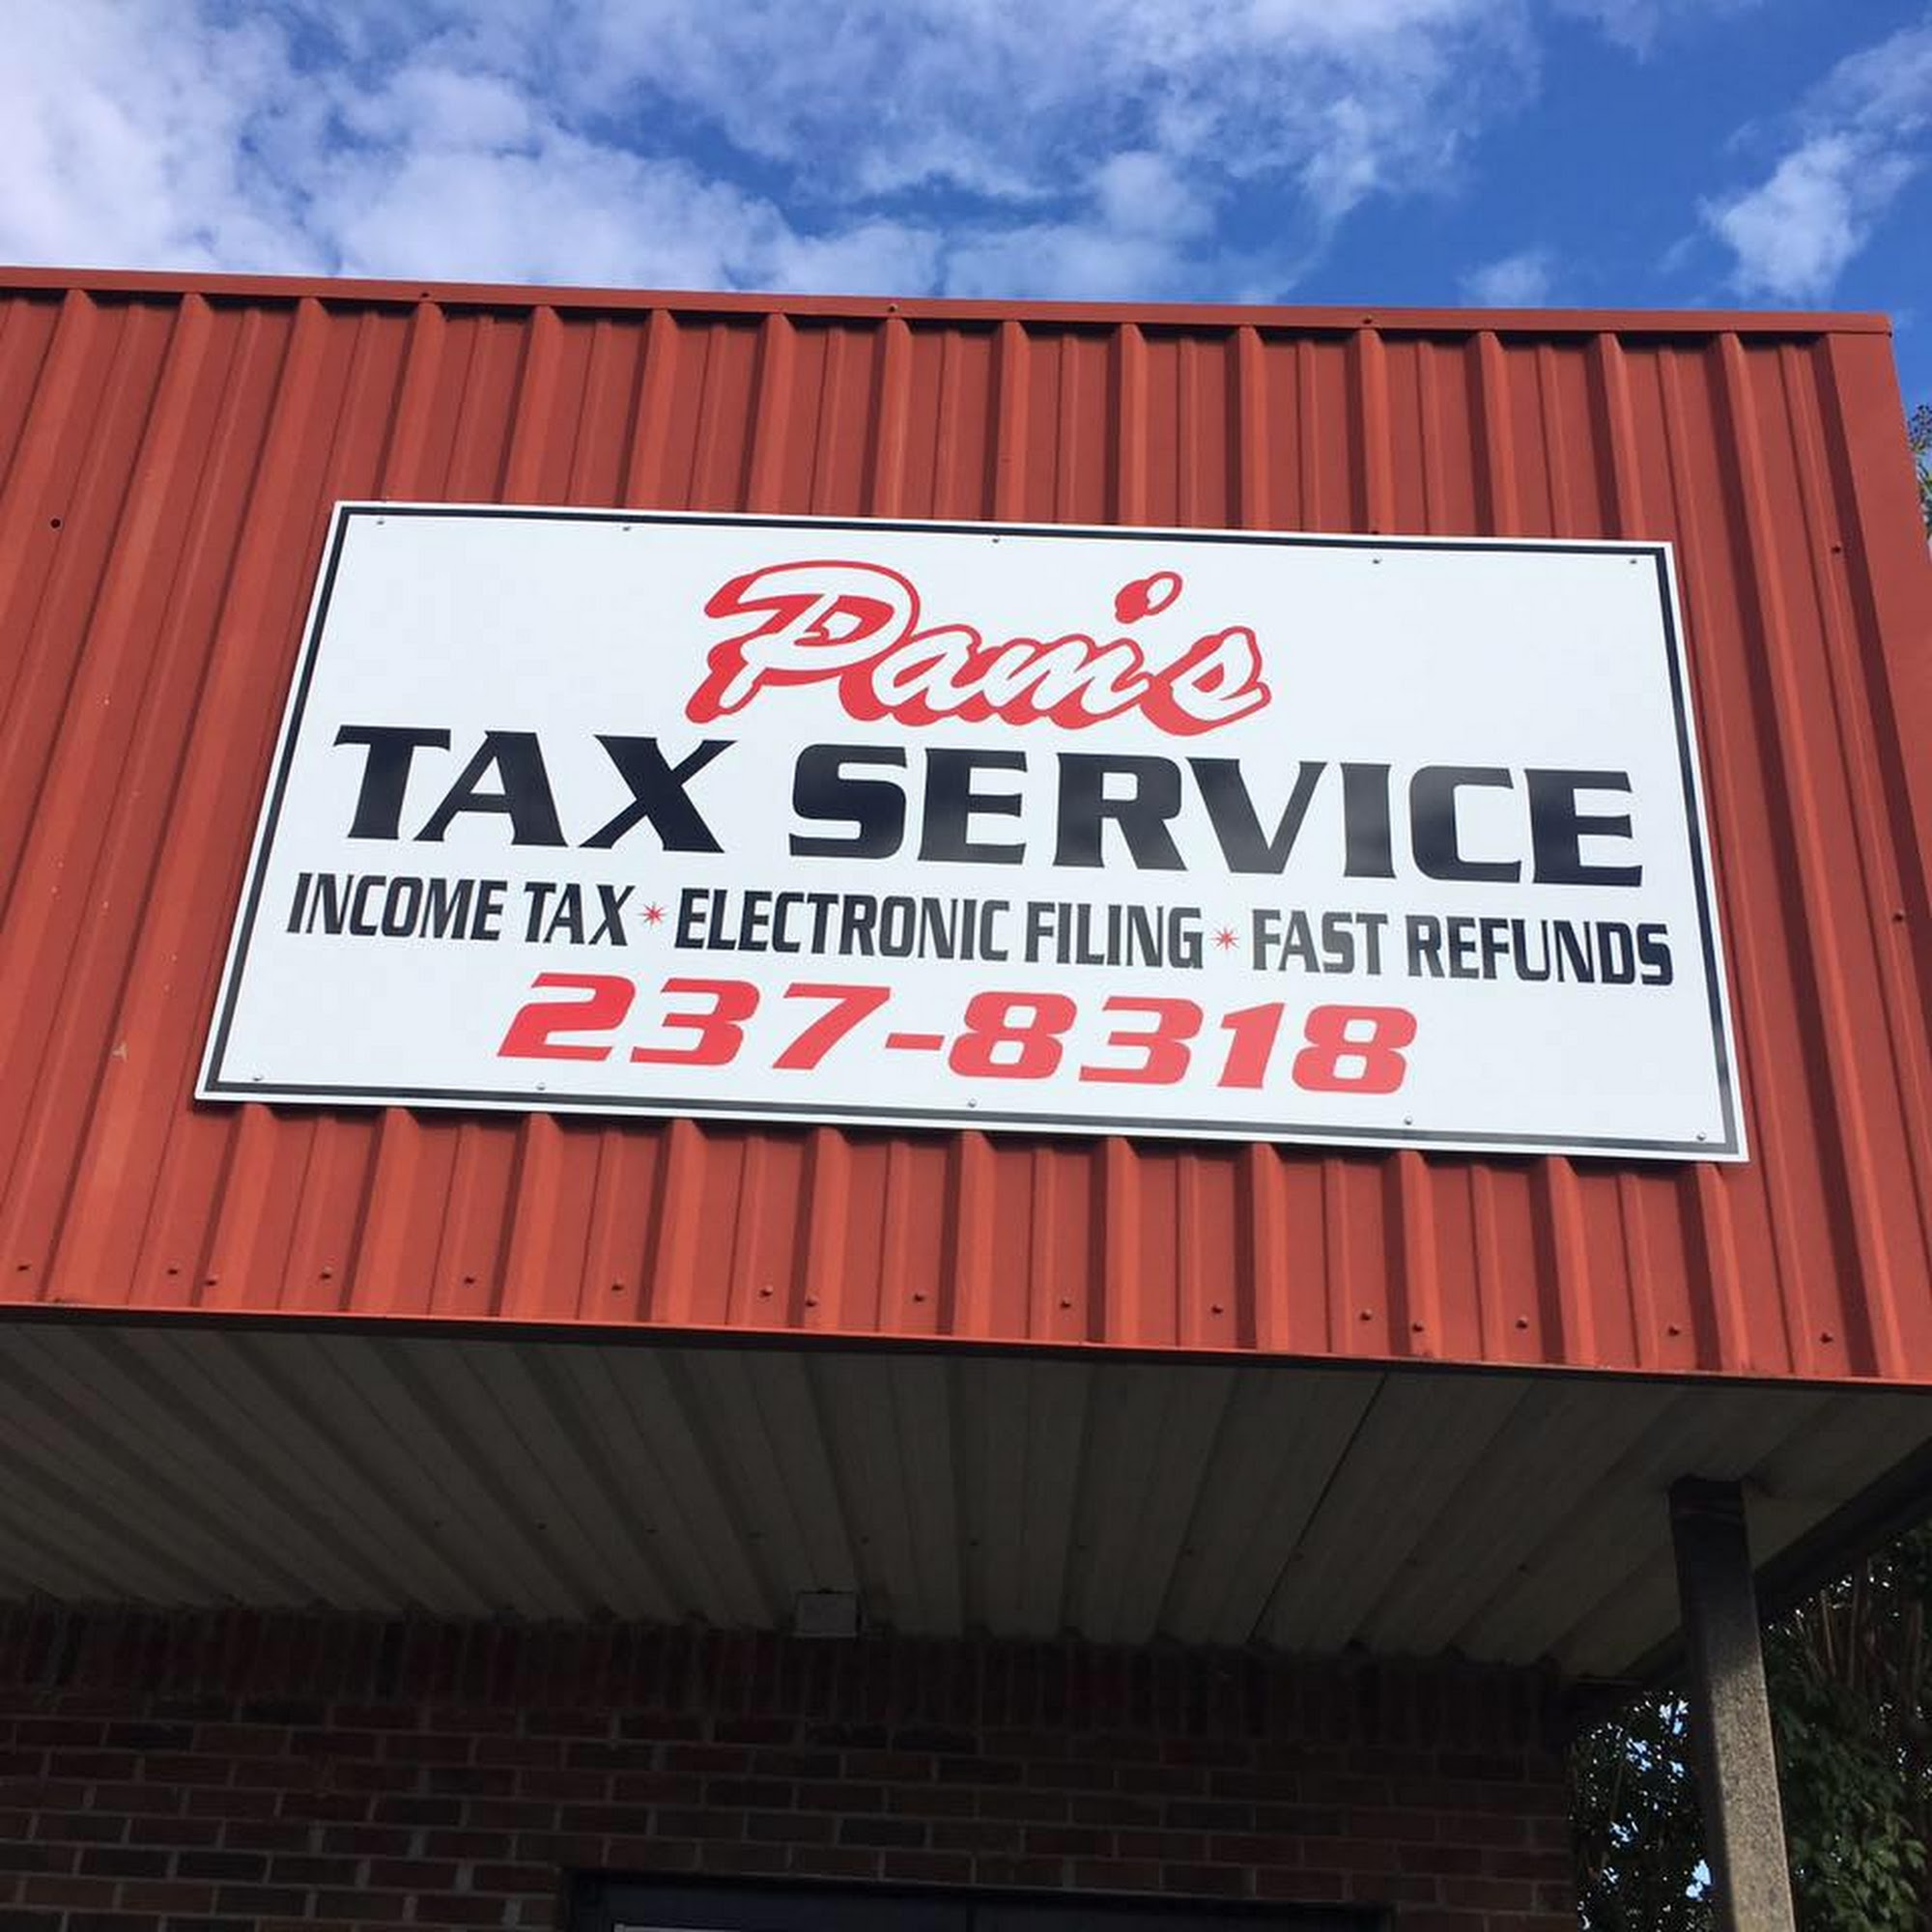 Pam's
TAX SERVICE
INCOME TAX * ELECTRONIC FILING * FAST REFUNDS
237-8318